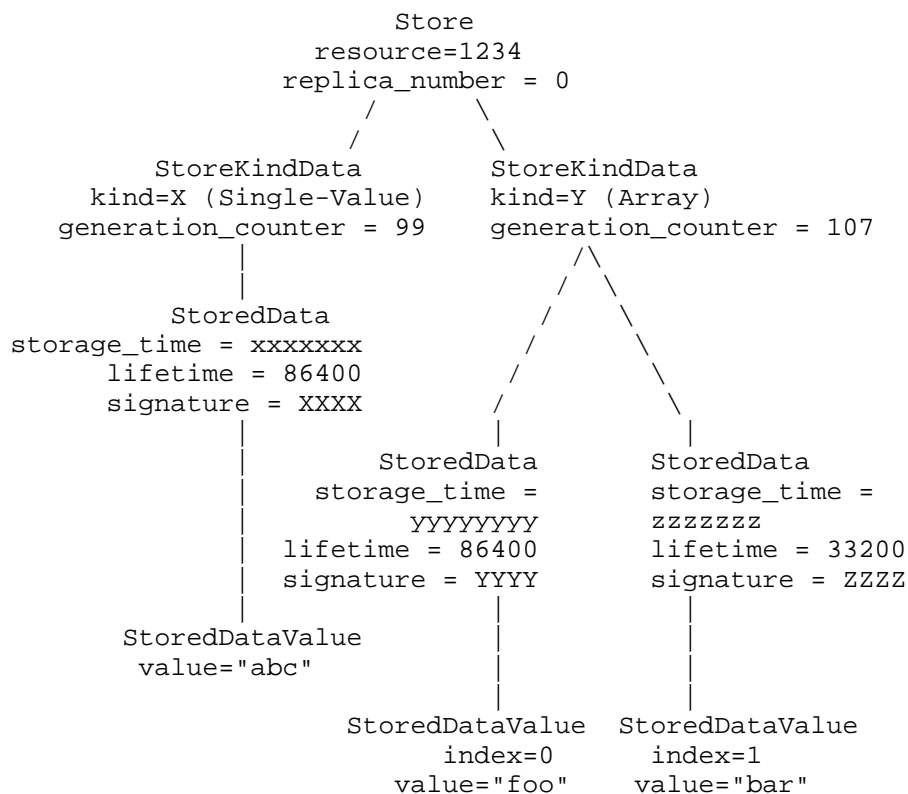 Store
resource=1234
replica_number = 0
StoreKindData StoreKindData
kind=X (Single-Value) kind=Y (Array)
generation_counter = 99 generation_counter = 107
StoredData
storage_time = xxxxxxx
lifetime = 86400
signature = XXXX
StoredData StoredData
storage_time = storage_time =
yyyyyyyy zzzzzzz
lifetime = 86400 lifetime = 33200
signature = YYYY signature = ZZZZ
StoredDataValue
value="abc"
StoredDataValue StoredDataValue
index=0 index=1
value="foo" value="bar"